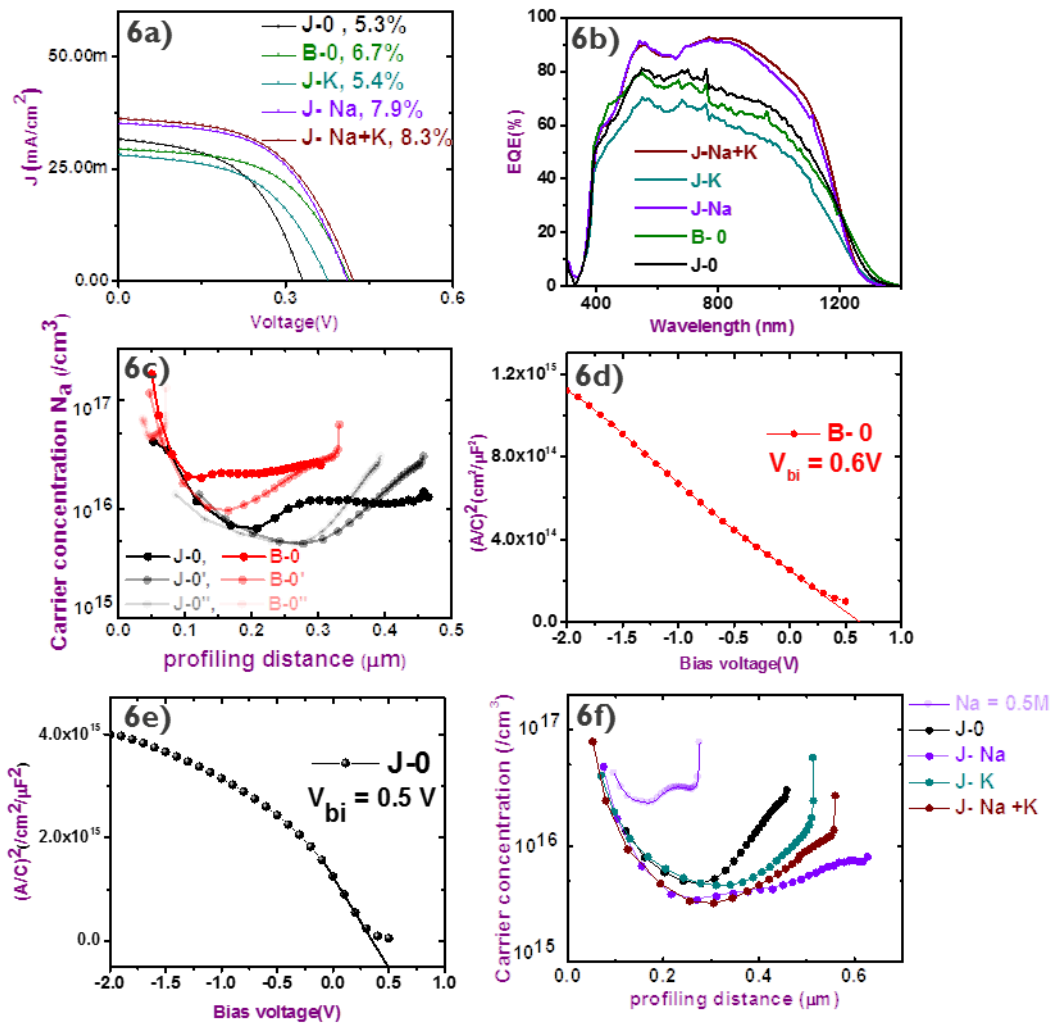 6a)
J-0 , 5.3%
B-0, 6.7%
J-K, 5.4%
J- Na, 7.9%
J- Na+K, 8.3%
50.00m
25.00m
0.00
J (mA/cm²)
0.0 0.3 0.6
Voltage(V)
6b)
100
80
60
40
20
0
EQE(%)
J-Na+K
J-K
J-Na
B- 0
J-0
400 800 1200
Wavelength (nm)
6c)
Carrier concentration Nₐ (/cm³)
10¹⁷
10¹⁶
10¹⁵
J-0, B-0
J-0', B-0'
J-0", B-0"
0.0 0.1 0.2 0.3 0.4 0.5
profiling distance (μm)
6d)
1.2x10¹⁵
8.0x10¹⁴
4.0x10¹⁴
0.0
(A/C)²(cm²/μF²)
B- 0
V_bi = 0.6V
-2.0 -1.5 -1.0 -0.5 0.0 0.5 1.0
Bias voltage(V)
6e)
4.0x10¹⁵
2.0x10¹⁵
0.0
(A/C)²(/cm²/μF²)
J-0
V_bi = 0.5 V
-2.0 -1.5 -1.0 -0.5 0.0 0.5 1.0
Bias voltage(V)
6f)
Carrier concentration (/cm³)
10¹⁷
10¹⁶
10¹⁵
0.0 0.2 0.4 0.6
profiling distance (μm)
Na = 0.5M
J-0
J- Na
J- K
J- Na +K